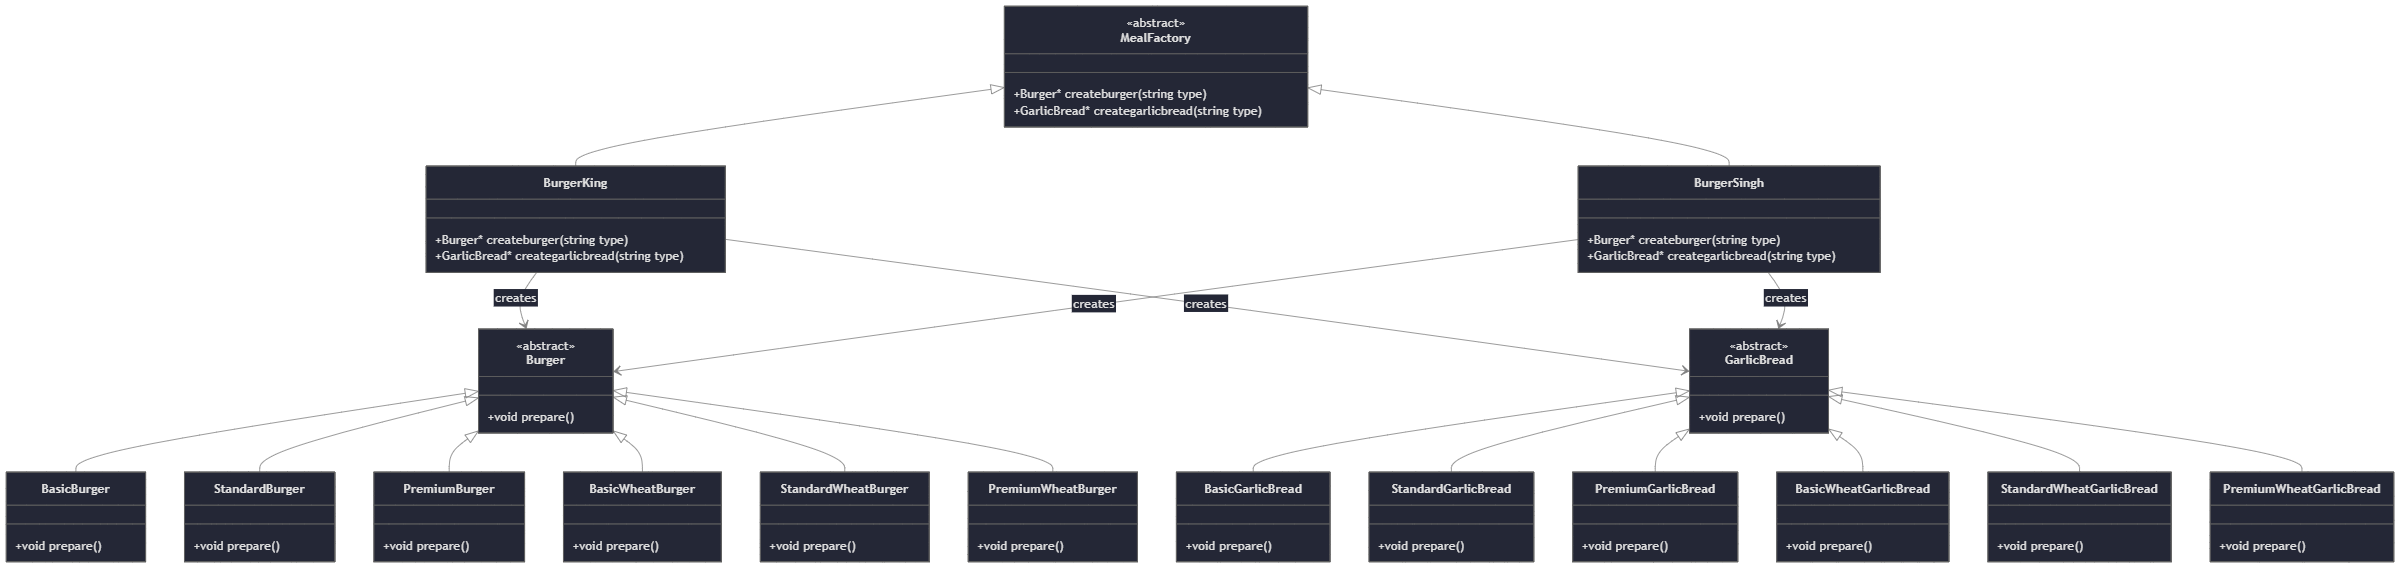 «abstract»
MealFactory
+Burger* createburger(string type)
+GarlicBread* creategarlicbread(string type)
BurgerKing
+Burger* createburger(string type)
+GarlicBread* creategarlicbread(string type)
BurgerSingh
+Burger* createburger(string type)
+GarlicBread* creategarlicbread(string type)
creates
creates
creates
creates
«abstract»
Burger
+void prepare()
«abstract»
GarlicBread
+void prepare()
BasicBurger
+void prepare()
StandardBurger
+void prepare()
PremiumBurger
+void prepare()
BasicWheatBurger
+void prepare()
StandardWheatBurger
+void prepare()
PremiumWheatBurger
+void prepare()
BasicGarlicBread
+void prepare()
StandardGarlicBread
+void prepare()
PremiumGarlicBread
+void prepare()
BasicWheatGarlicBread
+void prepare()
StandardWheatGarlicBread
+void prepare()
PremiumWheatGarlicBread
+void prepare()